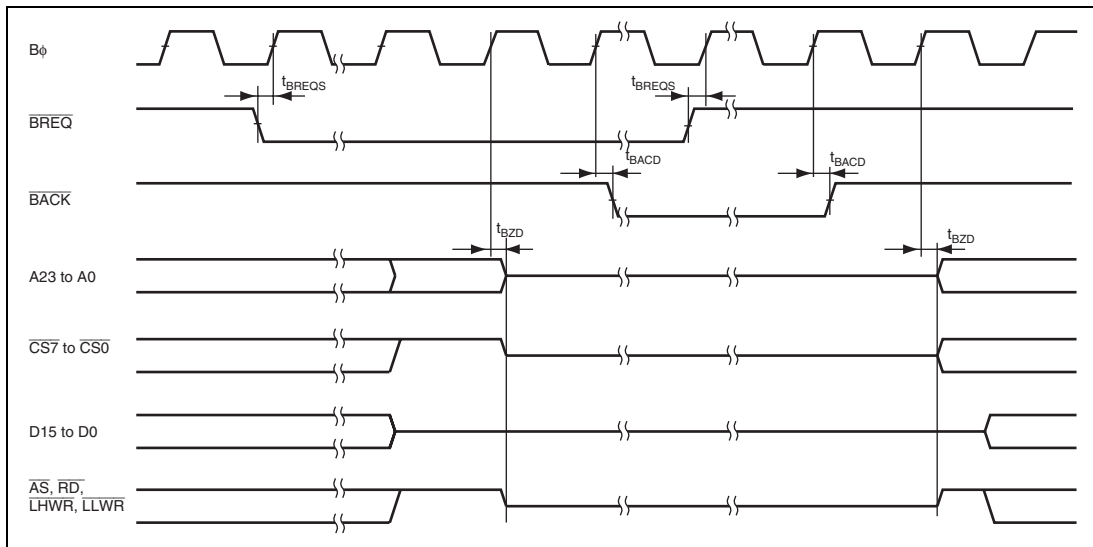 Bφ
tBREQS
tBREQS
BREQ
tBACD
tBACD
BACK
tBZD
tBZD
A23 to A0
CS7 to CS0
D15 to D0
AS, RD,
LHWR, LLWR